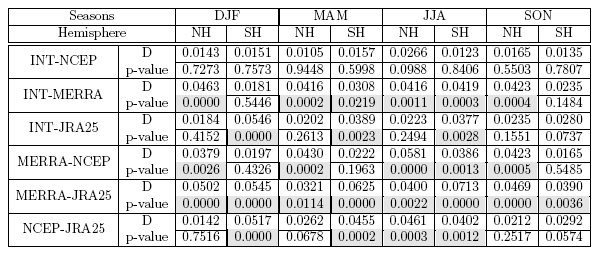 Seasons DJF MAM JJA SON
Hemisphere NH SH NH SH NH SH NH SH
INT-NCEP D 0.0143 0.0151 0.0105 0.0157 0.0266 0.0123 0.0165 0.0135
p-value 0.7273 0.7573 0.9448 0.5998 0.0988 0.8406 0.5503 0.7807
INT-MERRA D 0.0463 0.0181 0.0416 0.0308 0.0416 0.0419 0.0423 0.0235
p-value 0.0000 0.5446 0.0002 0.0219 0.0011 0.0003 0.0004 0.1484
INT-JRA25 D 0.0184 0.0546 0.0202 0.0389 0.0223 0.0377 0.0235 0.0280
p-value 0.4152 0.0000 0.2613 0.0023 0.2494 0.0028 0.1551 0.0737
MERRA-NCEP D 0.0379 0.0197 0.0430 0.0222 0.0581 0.0386 0.0423 0.0165
p-value 0.0026 0.4326 0.0002 0.1963 0.0000 0.0013 0.0005 0.5485
MERRA-JRA25 D 0.0502 0.0545 0.0321 0.0625 0.0400 0.0713 0.0469 0.0390
p-value 0.0000 0.0000 0.0114 0.0000 0.0022 0.0000 0.0000 0.0036
NCEP-JRA25 D 0.0142 0.0517 0.0262 0.0455 0.0461 0.0402 0.0212 0.0292
p-value 0.7516 0.0000 0.0678 0.0002 0.0003 0.0012 0.2517 0.0574